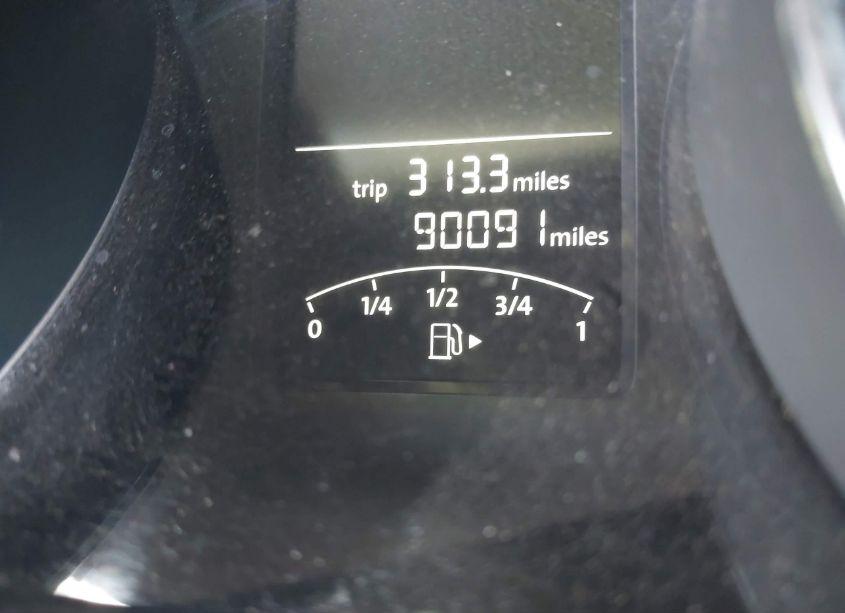 trip 313.3 miles
90091 miles
0 1/4 1/2 3/4 1